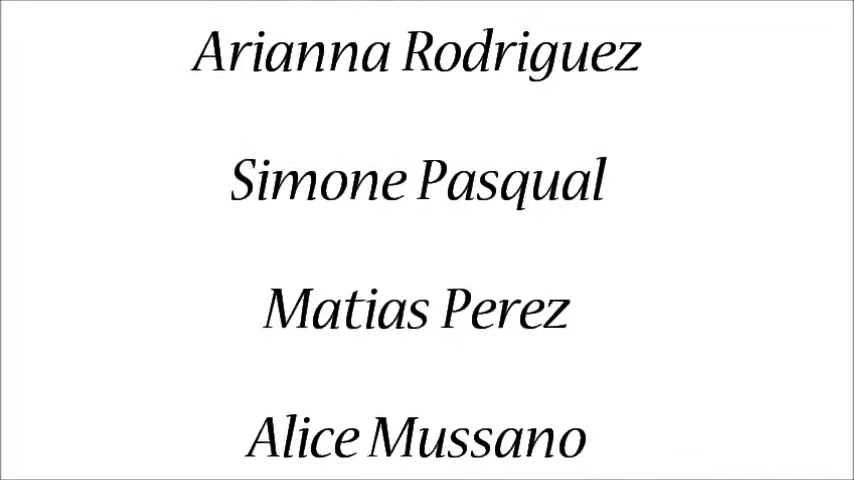 Arianna Rodriguez
Simone Pasqual
Matias Perez
Alice Mussano